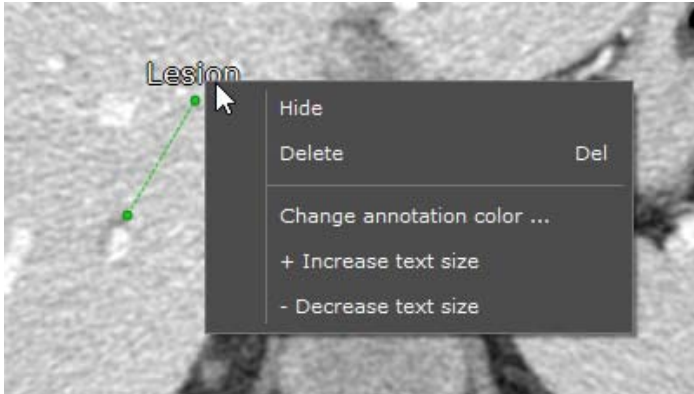 Lesion
Hide
Delete Del
Change annotation color ...
+ Increase text size
- Decrease text size